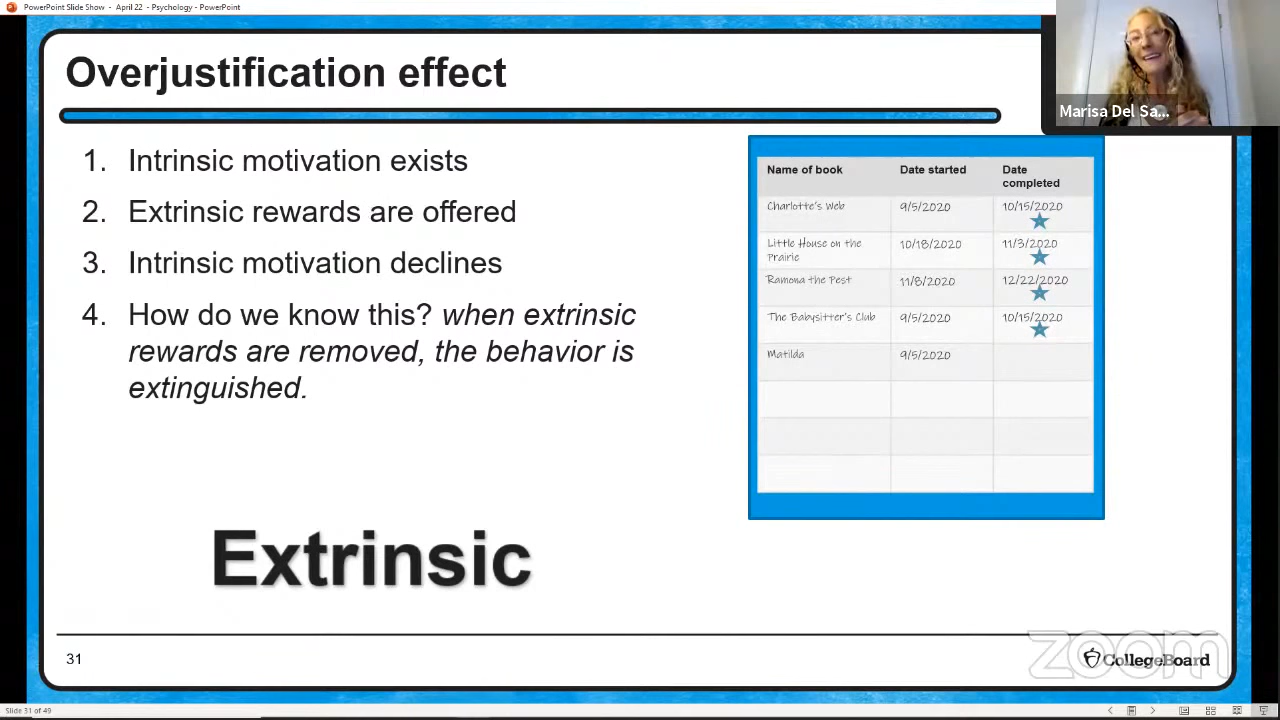 PowerPoint Slide Show - April 22 - Psychology - PowerPoint
Overjustification effect
Marisa Del Sa...
1. Intrinsic motivation exists
2. Extrinsic rewards are offered
3. Intrinsic motivation declines
4. How do we know this? when extrinsic
rewards are removed, the behavior is
extinguished.
Name of book Date started Date
completed
Charlotte's Web 9/5/2020 10/15/2020
Little House on the
Prairie 10/18/2020 11/3/2020
Ramona the Pest 11/8/2020 12/22/2020
The Babysitter's Club 9/5/2020 10/15/2020
Matilda 9/5/2020
Extrinsic
31
zoom
CollegeBoard
Slide 31 of 49